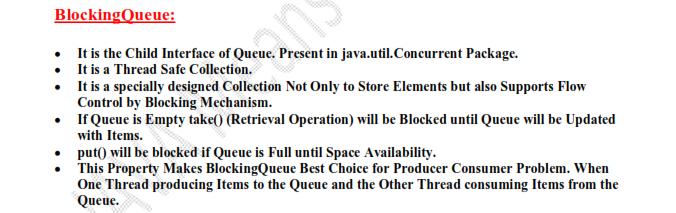 BlockingQueue:
• It is the Child Interface of Queue. Present in java.util.Concurrent Package.
• It is a Thread Safe Collection.
• It is a specially designed Collection Not Only to Store Elements but also Supports Flow
Control by Blocking Mechanism.
• If Queue is Empty take() (Retrieval Operation) will be Blocked until Queue will be Updated
with Items.
• put() will be blocked if Queue is Full until Space Availability.
• This Property Makes BlockingQueue Best Choice for Producer Consumer Problem. When
One Thread producing Items to the Queue and the Other Thread consuming Items from the
Queue.